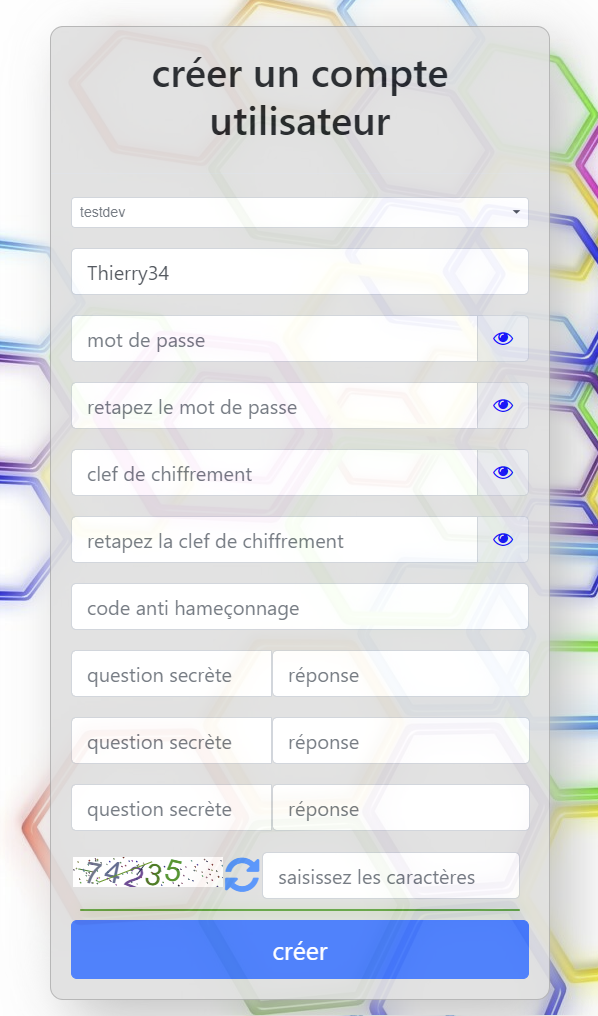 créer un compte
utilisateur
testdev
Thierry34
mot de passe
retapez le mot de passe
clef de chiffrement
retapez la clef de chiffrement
code anti hameçonnage
question secrète réponse
question secrète réponse
question secrète réponse
74235 saisissez les caractères
créer